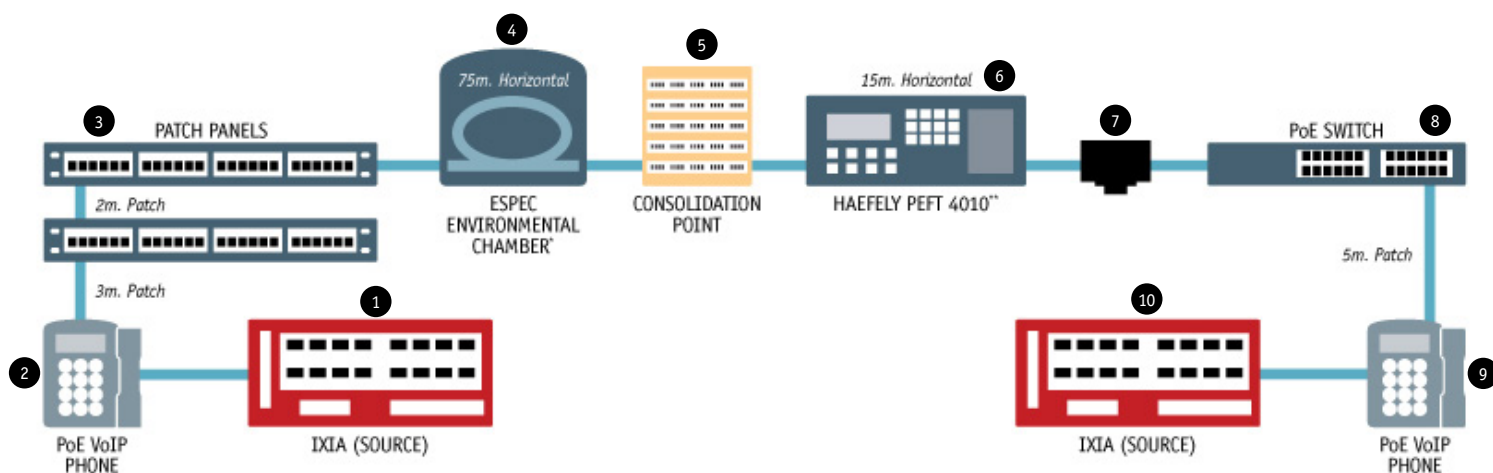 4
5
75m. Horizontal
15m. Horizontal
6
3
PATCH PANELS
7
PoE SWITCH
8
2m. Patch
ESPEC
ENVIRONMENTAL
CHAMBER*
CONSOLIDATION
POINT
HAEFELY PEFT 4010**
3m. Patch
5m. Patch
1
10
2
9
PoE VoIP
PHONE
IXIA (SOURCE)
IXIA (SOURCE)
PoE VoIP
PHONE